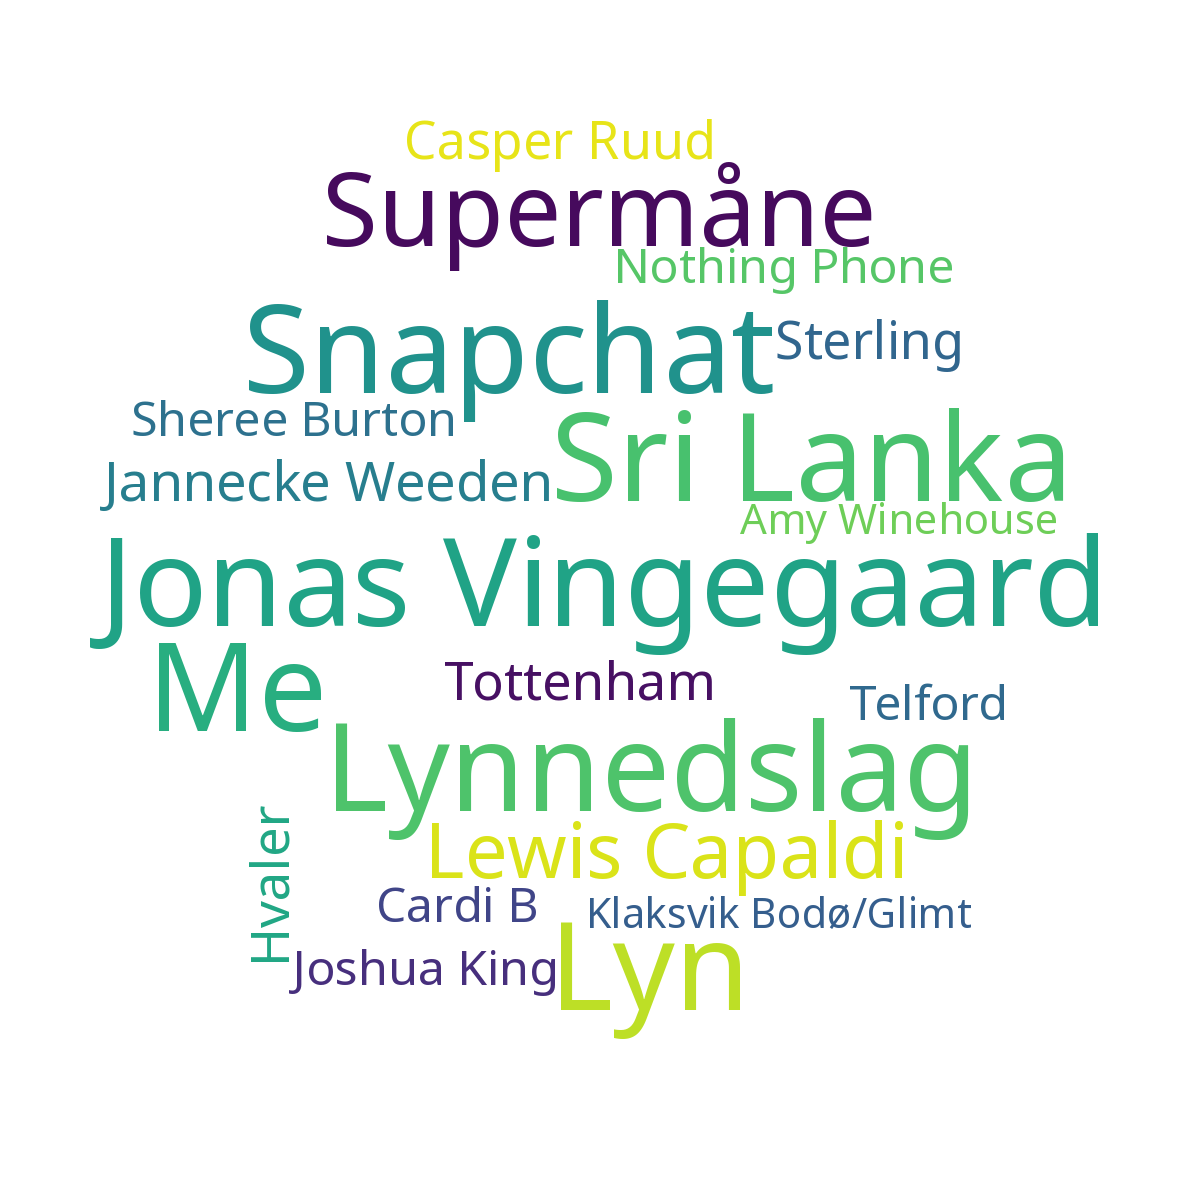 Casper Ruud
Supermåne
Nothing Phone
Snapchat
Sterling
Sheree Burton
Sri Lanka
Jannecke Weeden
Amy Winehouse
Jonas Vingegaard
Me
Tottenham
Telford
Lynnedslag
Hvaler
Lewis Capaldi
Cardi B
Klaksvik Bodø/Glimt
Joshua King
Lyn